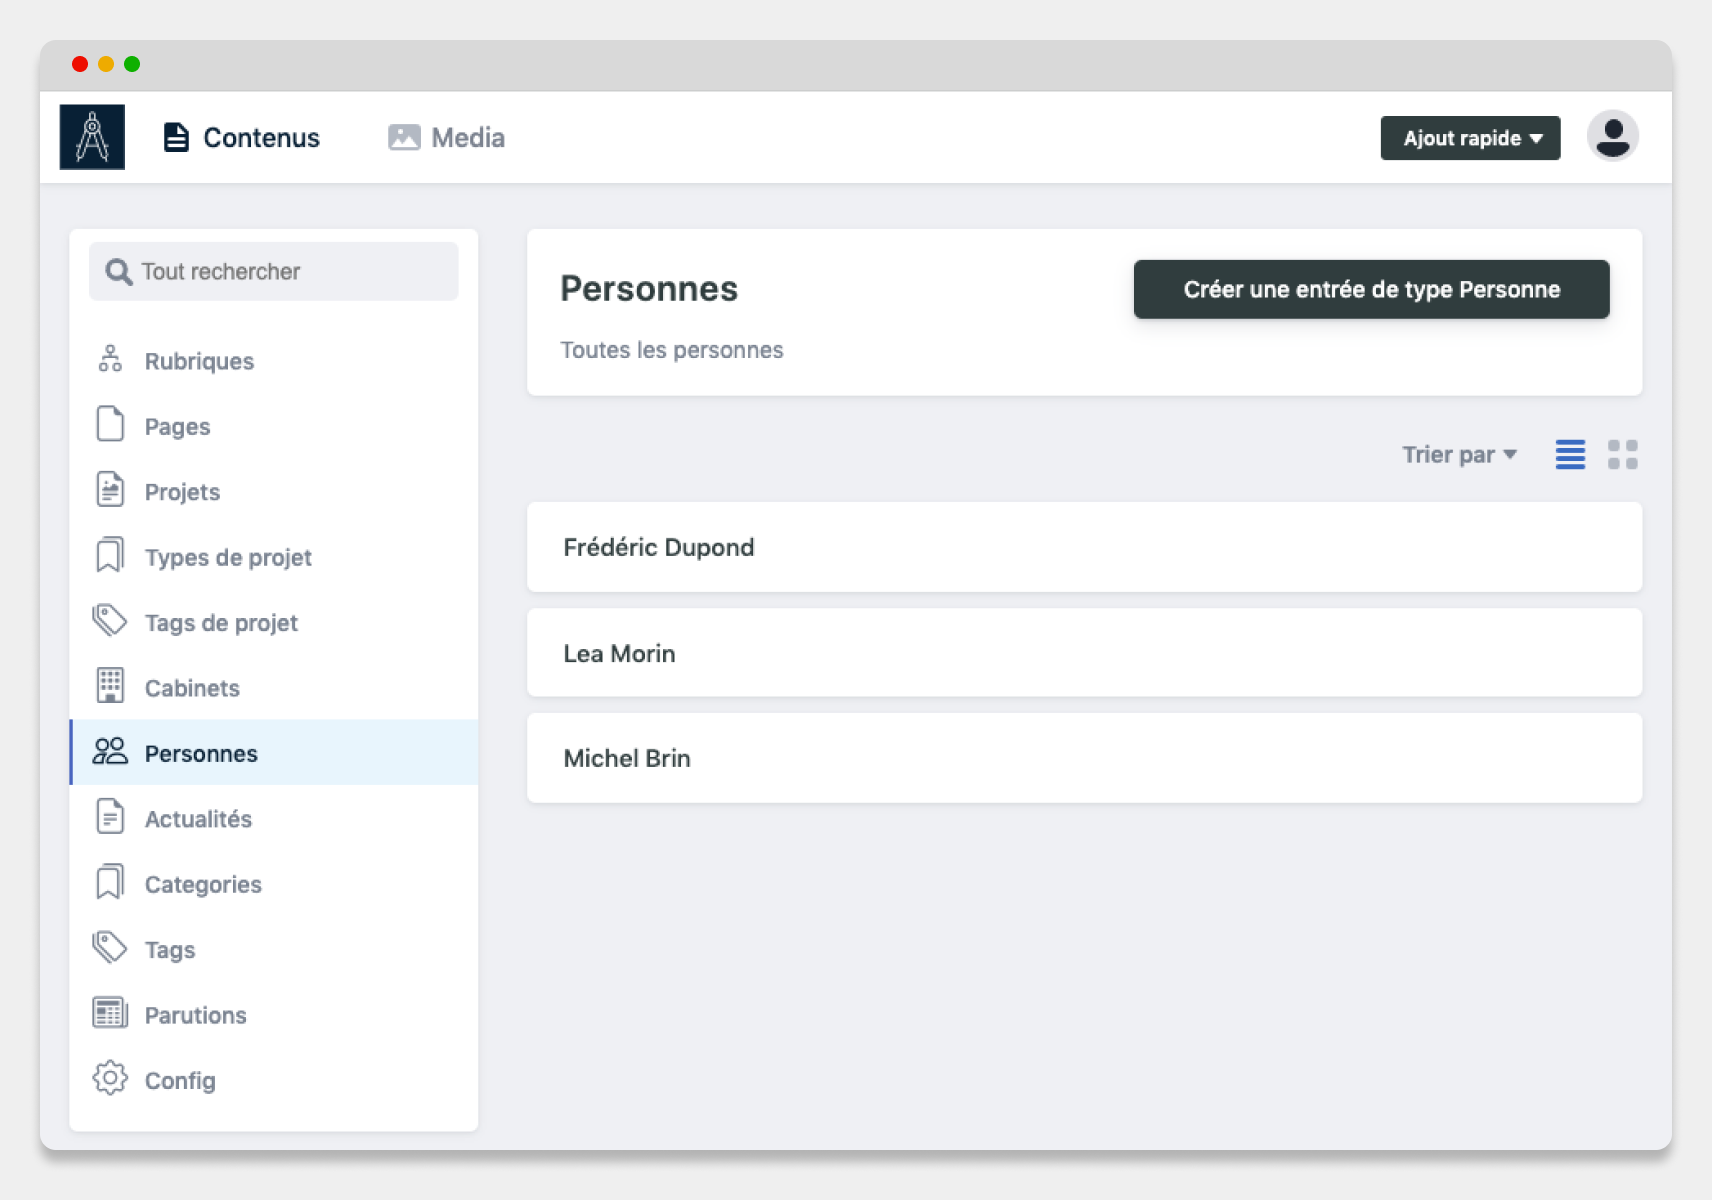 Contenus
Media
Ajout rapide
Tout rechercher
Rubriques
Pages
Projets
Types de projet
Tags de projet
Cabinets
Personnes
Actualités
Categories
Tags
Parutions
Config
Personnes
Créer une entrée de type Personne
Toutes les personnes
Trier par
Frédéric Dupond
Lea Morin
Michel Brin